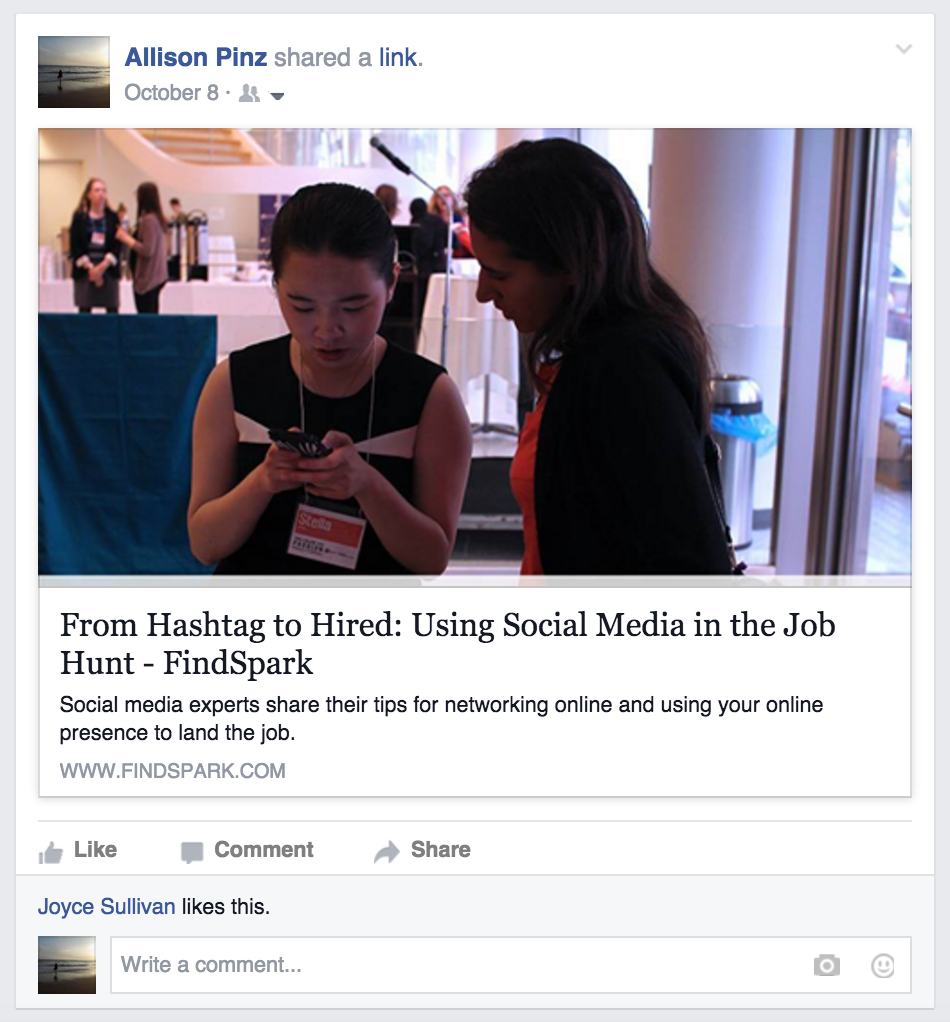 Allison Pinz shared a link.
October 8 ·
Stella
From Hashtag to Hired: Using Social Media in the Job
Hunt - FindSpark
Social media experts share their tips for networking online and using your online
presence to land the job.
WWW.FINDSPARK.COM
Like Comment Share
Joyce Sullivan likes this.
Write a comment...